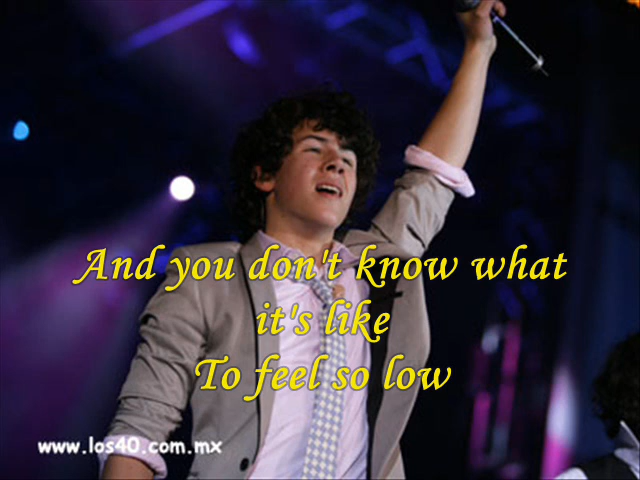 And you don't know what
it's like
To feel so low
www.los40.com.mx